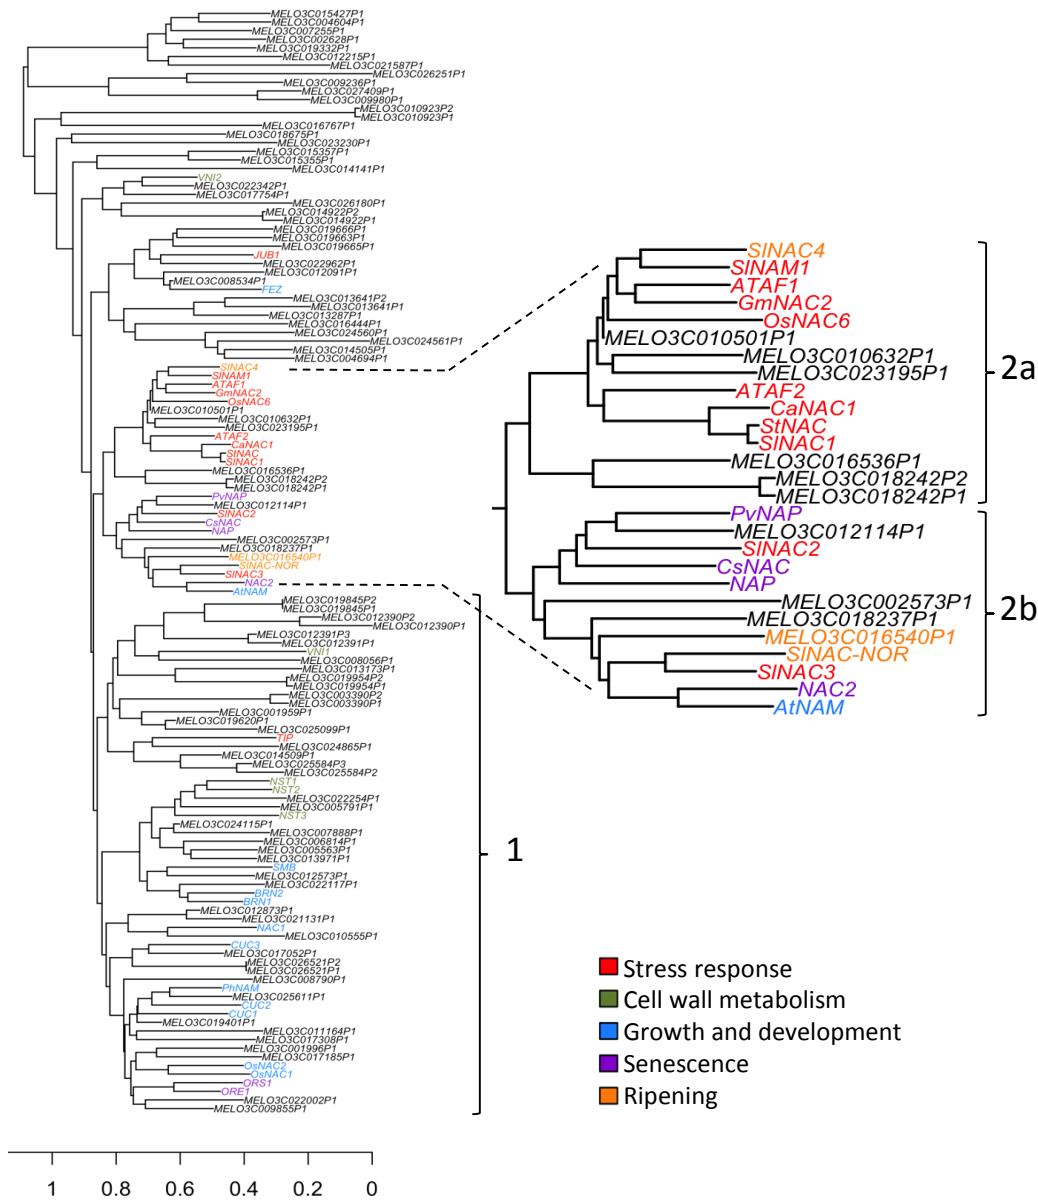 MELO3C015427P1
MELO3C004604P1
MELO3C007255P1
MELO3C002628P1
MELO3C019332P1
MELO3C012215P1
MELO3C021587P1
MELO3C026251P1
MELO3C009236P1
MELO3C027409P1
MELO3C009980P1
MELO3C010923P2
MELO3C010923P1
MELO3C016767P1
MELO3C018675P1
MELO3C023230P1
MELO3C015357P1
MELO3C015355P1
MELO3C014141P1
VNI2
MELO3C022342P1
MELO3C017754P1
MELO3C026180P1
MELO3C014922P2
MELO3C014922P1
MELO3C019666P1
MELO3C019663P1
MELO3C019665P1
JUB1
MELO3C022962P1
MELO3C012091P1
MELO3C008534P1
FEZ
MELO3C013641P2
MELO3C013641P1
MELO3C013287P1
MELO3C016444P1
MELO3C024560P1
MELO3C024561P1
MELO3C014505P1
MELO3C004694P1
SlNAC4
SlNAM1
ATAF1
GmNAC2
OsNAC6
MELO3C010501P1
MELO3C010632P1
MELO3C023195P1
ATAF2
CaNAC1
StNAC
SlNAC1
MELO3C016536P1
MELO3C018242P2
MELO3C018242P1
PvNAP
MELO3C012114P1
SlNAC2
CsNAC
NAP
MELO3C002573P1
MELO3C018237P1
MELO3C016540P1
SlNAC-NOR
SlNAC3
NAC2
AtNAM
MELO3C019845P2
MELO3C019845P1
MELO3C012390P2
MELO3C012390P1
MELO3C012391P3
MELO3C012391P1
VNI1
MELO3C008056P1
MELO3C013173P1
MELO3C019954P2
MELO3C019954P1
MELO3C003390P2
MELO3C003390P1
MELO3C001959P1
MELO3C019620P1
MELO3C025099P1
TIP
MELO3C024865P1
MELO3C014509P1
MELO3C025584P3
MELO3C025584P2
NST1
NST2
MELO3C022254P1
MELO3C005791P1
NST3
MELO3C024115P1
MELO3C007888P1
MELO3C006814P1
MELO3C005563P1
MELO3C013971P1
SMB
MELO3C012573P1
MELO3C022117P1
BRN2
BRN1
MELO3C012873P1
MELO3C021131P1
NAC1
MELO3C010555P1
CUC3
MELO3C017052P1
MELO3C026521P2
MELO3C026521P1
MELO3C008790P1
PhNAM
MELO3C025611P1
CUC2
CUC1
MELO3C019401P1
MELO3C011164P1
MELO3C017308P1
MELO3C001996P1
MELO3C017185P1
OsNAC2
OsNAC1
ORS1
ORE1
MELO3C022002P1
MELO3C009855P1
1
1 0.8 0.6 0.4 0.2 0
SlNAC4
SlNAM1
ATAF1
GmNAC2
OsNAC6
MELO3C010501P1
MELO3C010632P1
MELO3C023195P1
ATAF2
CaNAC1
StNAC
SlNAC1
MELO3C016536P1
MELO3C018242P2
MELO3C018242P1
2a
PvNAP
MELO3C012114P1
SlNAC2
CsNAC
NAP
MELO3C002573P1
MELO3C018237P1
MELO3C016540P1
SlNAC-NOR
SlNAC3
NAC2
AtNAM
2b
Stress response
Cell wall metabolism
Growth and development
Senescence
Ripening